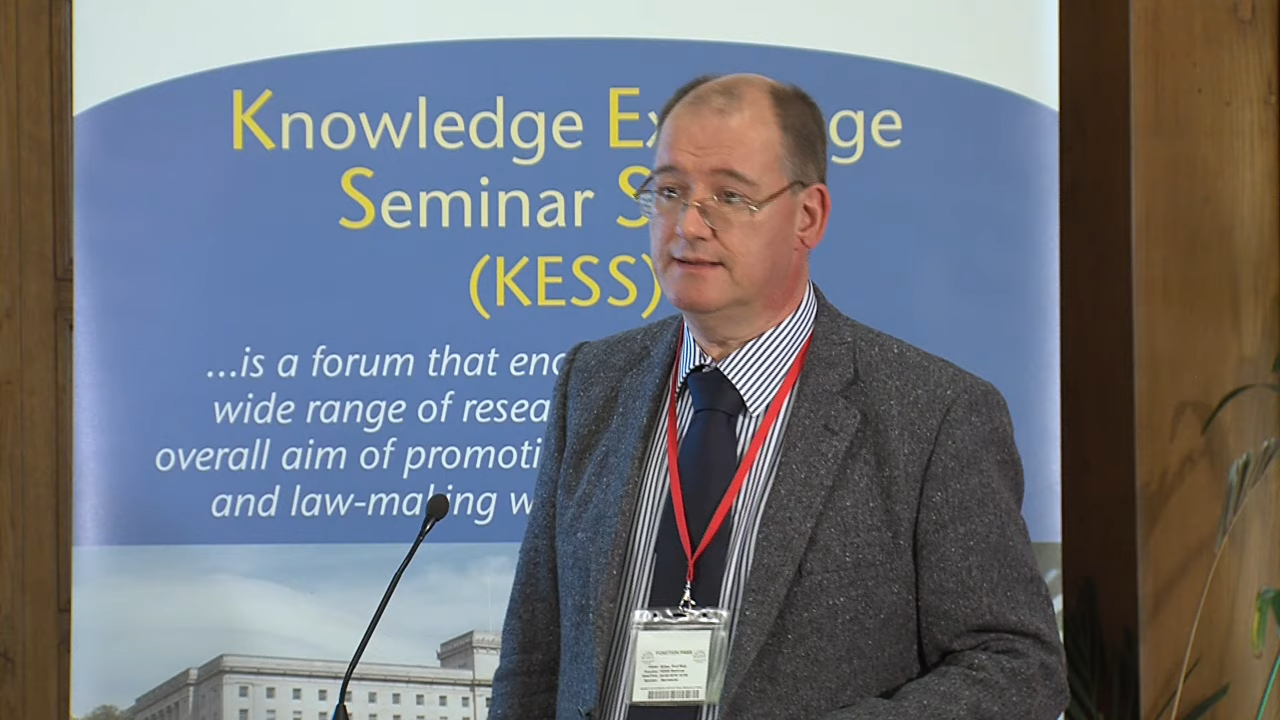 Knowledge Ex ge
Seminar S
(KESS)
...is a forum that enc
wide range of resea
overall aim of promoti
and law-making w
FUNCTION PASS